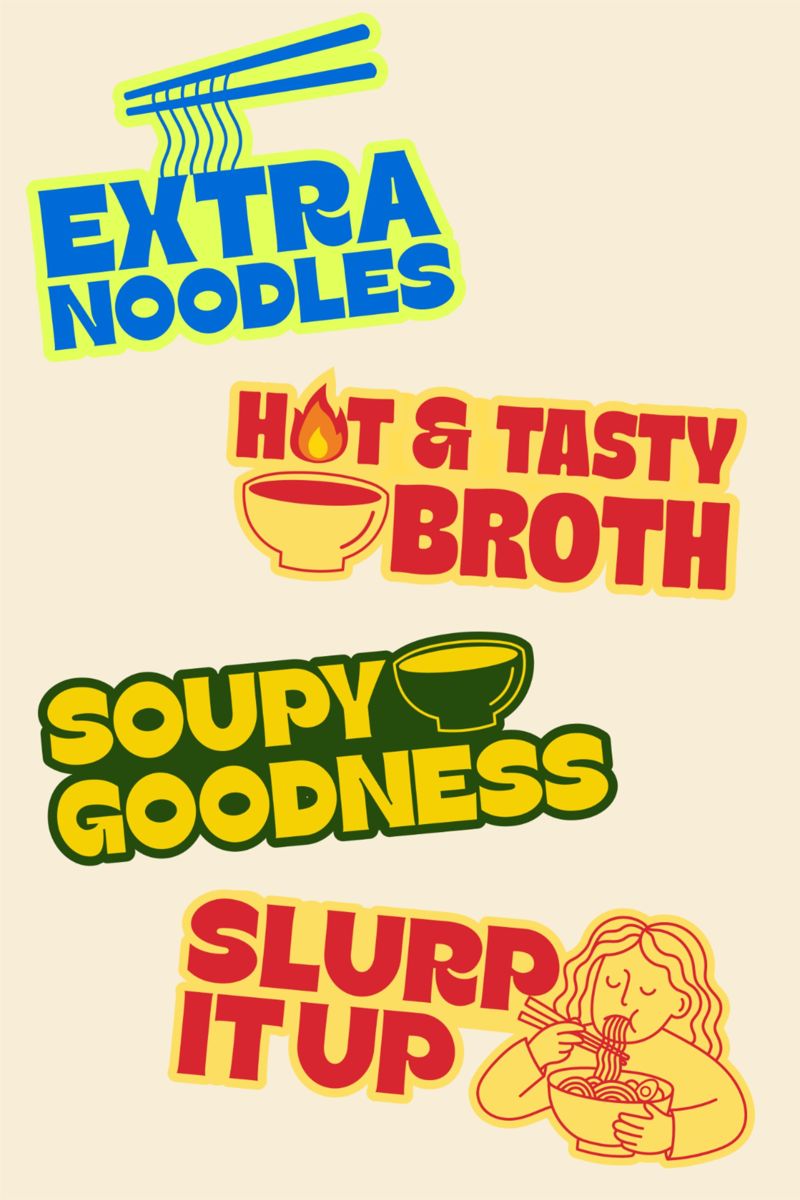 EXTRA
NOODLES
HOT & TASTY
BROTH
SOUPY
GOODNESS
SLURP
IT UP